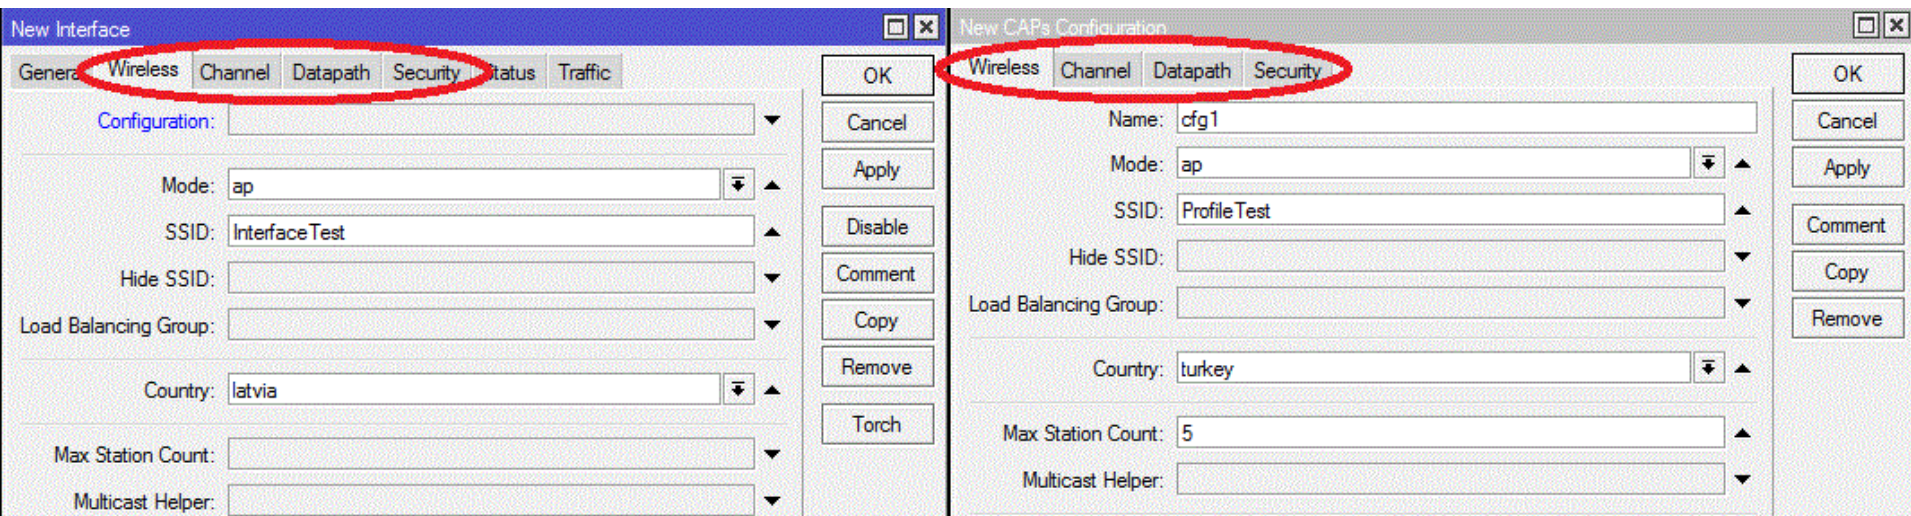 New Interface
General Wireless Channel Datapath Security Status Traffic
Configuration:
Mode: ap
SSID: InterfaceTest
Hide SSID:
Load Balancing Group:
Country: latvia
Max Station Count:
Multicast Helper:
OK
Cancel
Apply
Disable
Comment
Copy
Remove
Torch
New CAPs Configuration
Wireless Channel Datapath Security
Name: cfg1
Mode: ap
SSID: ProfileTest
Hide SSID:
Load Balancing Group:
Country: turkey
Max Station Count: 5
Multicast Helper:
OK
Cancel
Apply
Comment
Copy
Remove